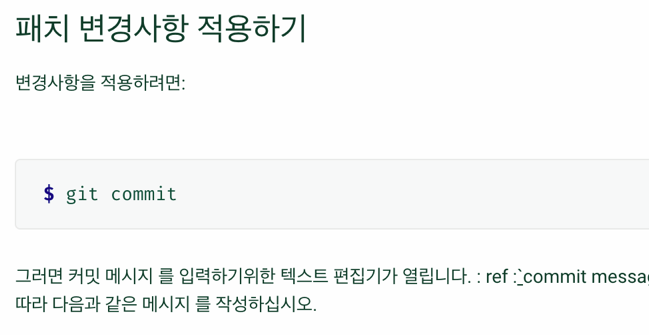 패치 변경사항 적용하기
변경사항을 적용하려면:
$ git commit
그러면 커밋 메시지 를 입력하기위한 텍스트 편집기가 열립니다. : ref :`commit
따라 다음과 같은 메시지 를 작성하십시오.